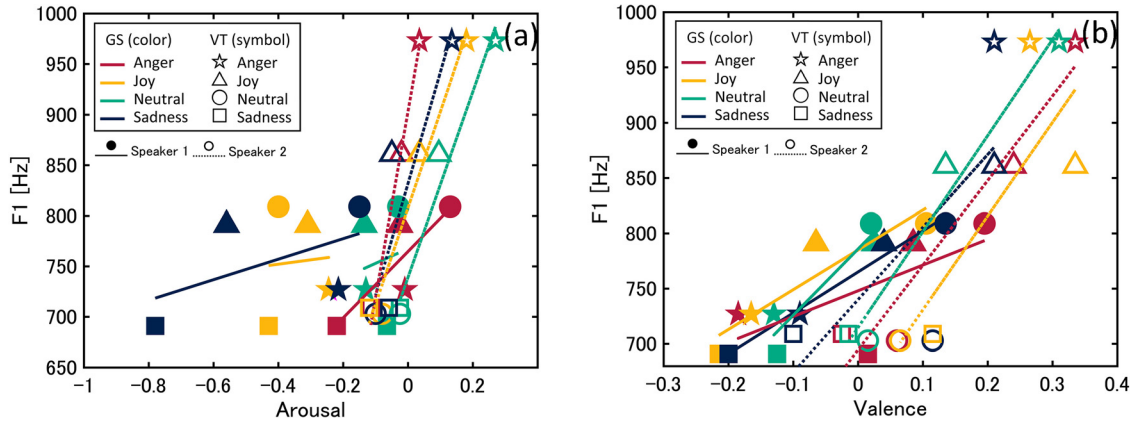 (a)
GS (color) VT (symbol)
Anger Anger
Joy Joy
Neutral Neutral
Sadness Sadness
Speaker 1 Speaker 2
F1 [Hz]
1000
950
900
850
800
750
700
650
−1 −0.8 −0.6 −0.4 −0.2 0 0.2
Arousal
(b)
GS (color) VT (symbol)
Anger Anger
Joy Joy
Neutral Neutral
Sadness Sadness
Speaker 1 Speaker 2
F1 [Hz]
1000
950
900
850
800
750
700
−0.3 −0.2 −0.1 0 0.1 0.2 0.3 0.4
Valence